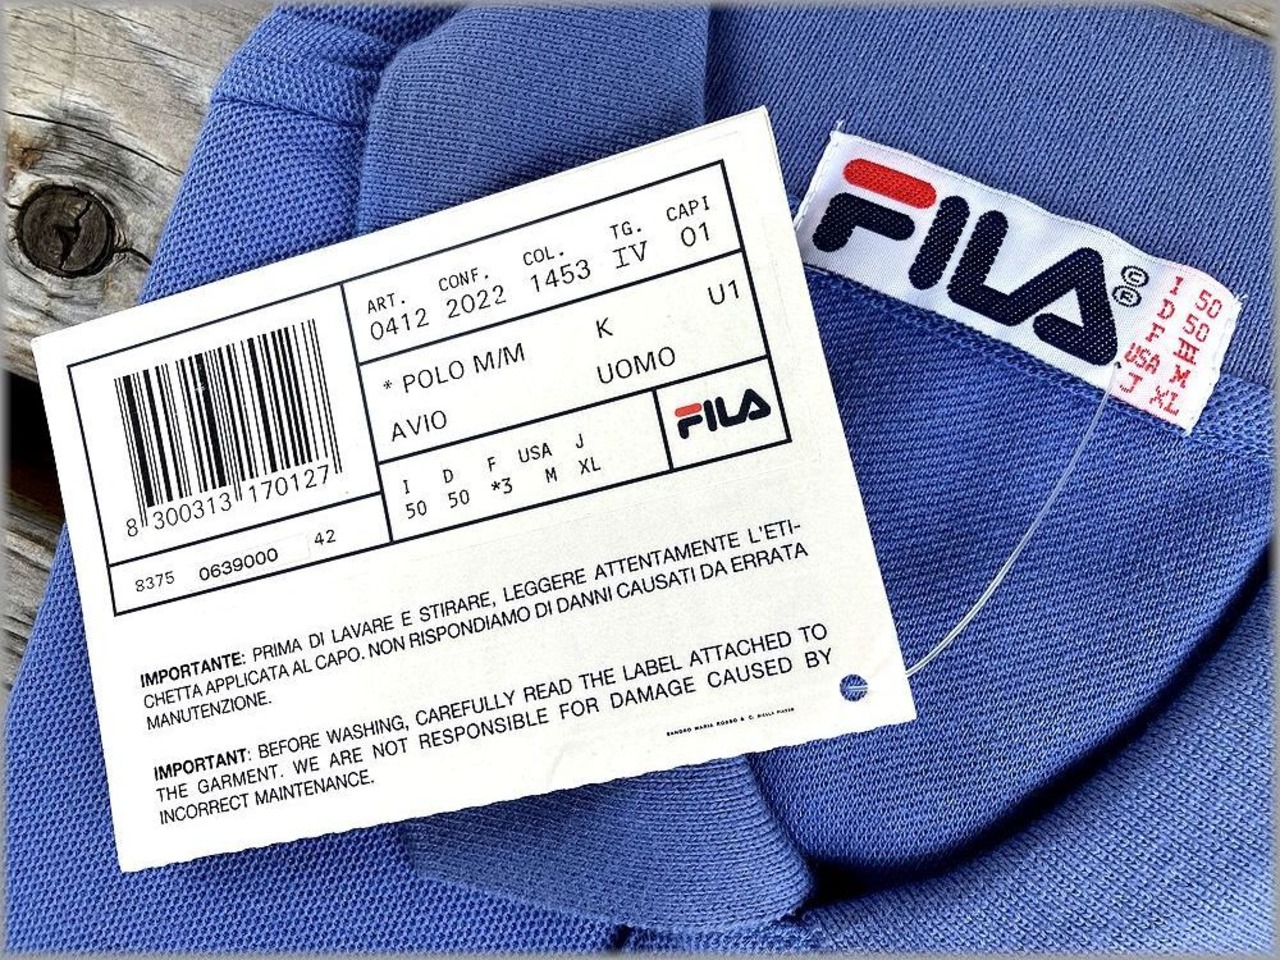 ART. CONF. COL. TG. CAPI
0412 2022 1453 IV 01
* POLO M/M K U1
AVIO UOMO
I D F USA J
50 50 *3 M XL
FILA
8 300313 170127
8375 0639000 42
IMPORTANTE: PRIMA DI LAVARE E STIRARE, LEGGERE ATTENTAMENTE L'ETI-
CHETTA APPLICATA AL CAPO. NON RISPONDIAMO DI DANNI CAUSATI DA ERRATA
MANUTENZIONE.
IMPORTANT: BEFORE WASHING, CAREFULLY READ THE LABEL ATTACHED TO
THE GARMENT. WE ARE NOT RESPONSIBLE FOR DAMAGE CAUSED BY
INCORRECT MAINTENANCE.
SANDRO MARIA ROSSO & C.
FILA
© ®
I 50
D 50
F III
USA M
J XL